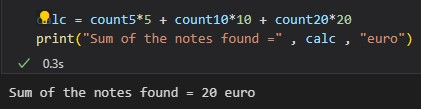 lc = count5*5 + count10*10 + count20*20
print("Sum of the notes found =" , calc , "euro")
0.3s
Sum of the notes found = 20 euro